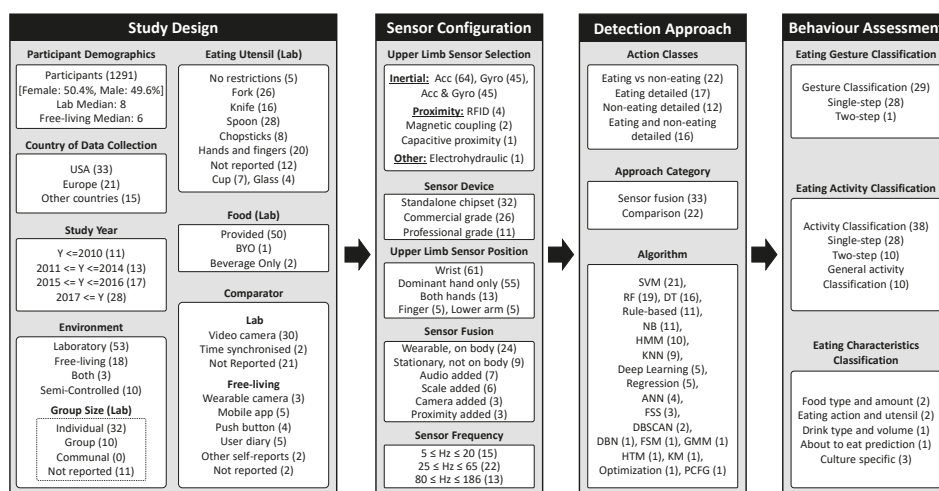 Study Design
Participant Demographics
Participants (1291)
[Female: 50.4%, Male: 49.6%]
Lab Median: 8
Free-living Median: 6
Country of Data Collection
USA (33)
Europe (21)
Other countries (15)
Study Year
Y <=2010 (11)
2011 <= Y <=2014 (13)
2015 <= Y <=2016 (17)
2017 <= Y (28)
Environment
Laboratory (53)
Free-living (18)
Both (3)
Semi-Controlled (10)
Group Size (Lab)
Individual (32)
Group (10)
Communal (0)
Not reported (11)
Eating Utensil (Lab)
No restrictions (5)
Fork (26)
Knife (16)
Spoon (28)
Chopsticks (8)
Hands and fingers (20)
Not reported (12)
Cup (7), Glass (4)
Food (Lab)
Provided (50)
BYO (1)
Beverage Only (2)
Comparator
Lab
Video camera (30)
Time synchronised (2)
Not Reported (21)
Free-living
Wearable camera (3)
Mobile app (5)
Push button (4)
User diary (5)
Other self-reports (2)
Not reported (2)
Sensor Configuration
Upper Limb Sensor Selection
Inertial: Acc (64), Gyro (45),
Acc & Gyro (45)
Proximity: RFID (4)
Magnetic coupling (2)
Capacitive proximity (1)
Other: Electrohydraulic (1)
Sensor Device
Standalone chipset (32)
Commercial grade (26)
Professional grade (11)
Upper Limb Sensor Position
Wrist (61)
Dominant hand only (55)
Both hands (13)
Finger (5), Lower arm (5)
Sensor Fusion
Wearable, on body (24)
Stationary, not on body (9)
Audio added (7)
Scale added (6)
Camera added (3)
Proximity added (3)
Sensor Frequency
5 ≤ Hz ≤ 20 (15)
25 ≤ Hz ≤ 65 (22)
80 ≤ Hz ≤ 186 (13)
Detection Approach
Action Classes
Eating vs non-eating (22)
Eating detailed (17)
Non-eating detailed (12)
Eating and non-eating
detailed (16)
Approach Category
Sensor fusion (33)
Comparison (22)
Algorithm
SVM (21),
RF (19), DT (16),
Rule-based (11),
NB (11),
HMM (10),
KNN (9),
Deep Learning (5),
Regression (5),
ANN (4),
FSS (3),
DBSCAN (2),
DBN (1), FSM (1), GMM (1)
HTM (1), KM (1),
Optimization (1), PCFG (1)
Behaviour Assessment
Eating Gesture Classification
Gesture Classification (29)
Single-step (28)
Two-step (1)
Eating Activity Classification
Activity Classification (38)
Single-step (28)
Two-step (10)
General activity
Classification (10)
Eating Characteristics
Classification
Food type and amount (2)
Eating action and utensil (2)
Drink type and volume (1)
About to eat prediction (1)
Culture specific (3)